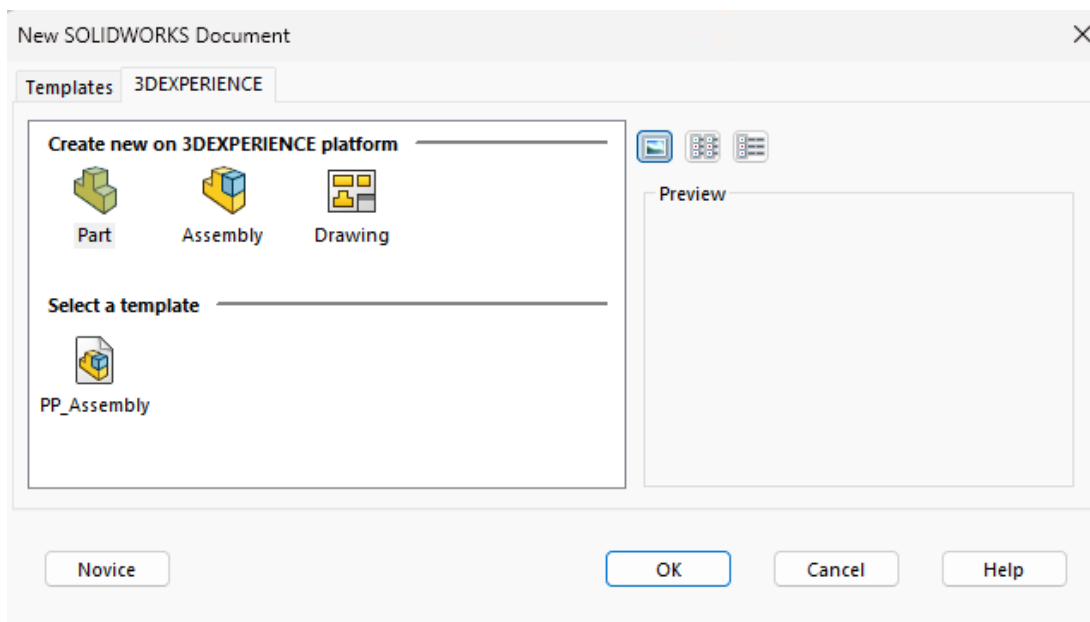 New SOLIDWORKS Document
Templates 3DEXPERIENCE
Create new on 3DEXPERIENCE platform
Part Assembly Drawing
Preview
Select a template
PP_Assembly
Novice OK Cancel Help